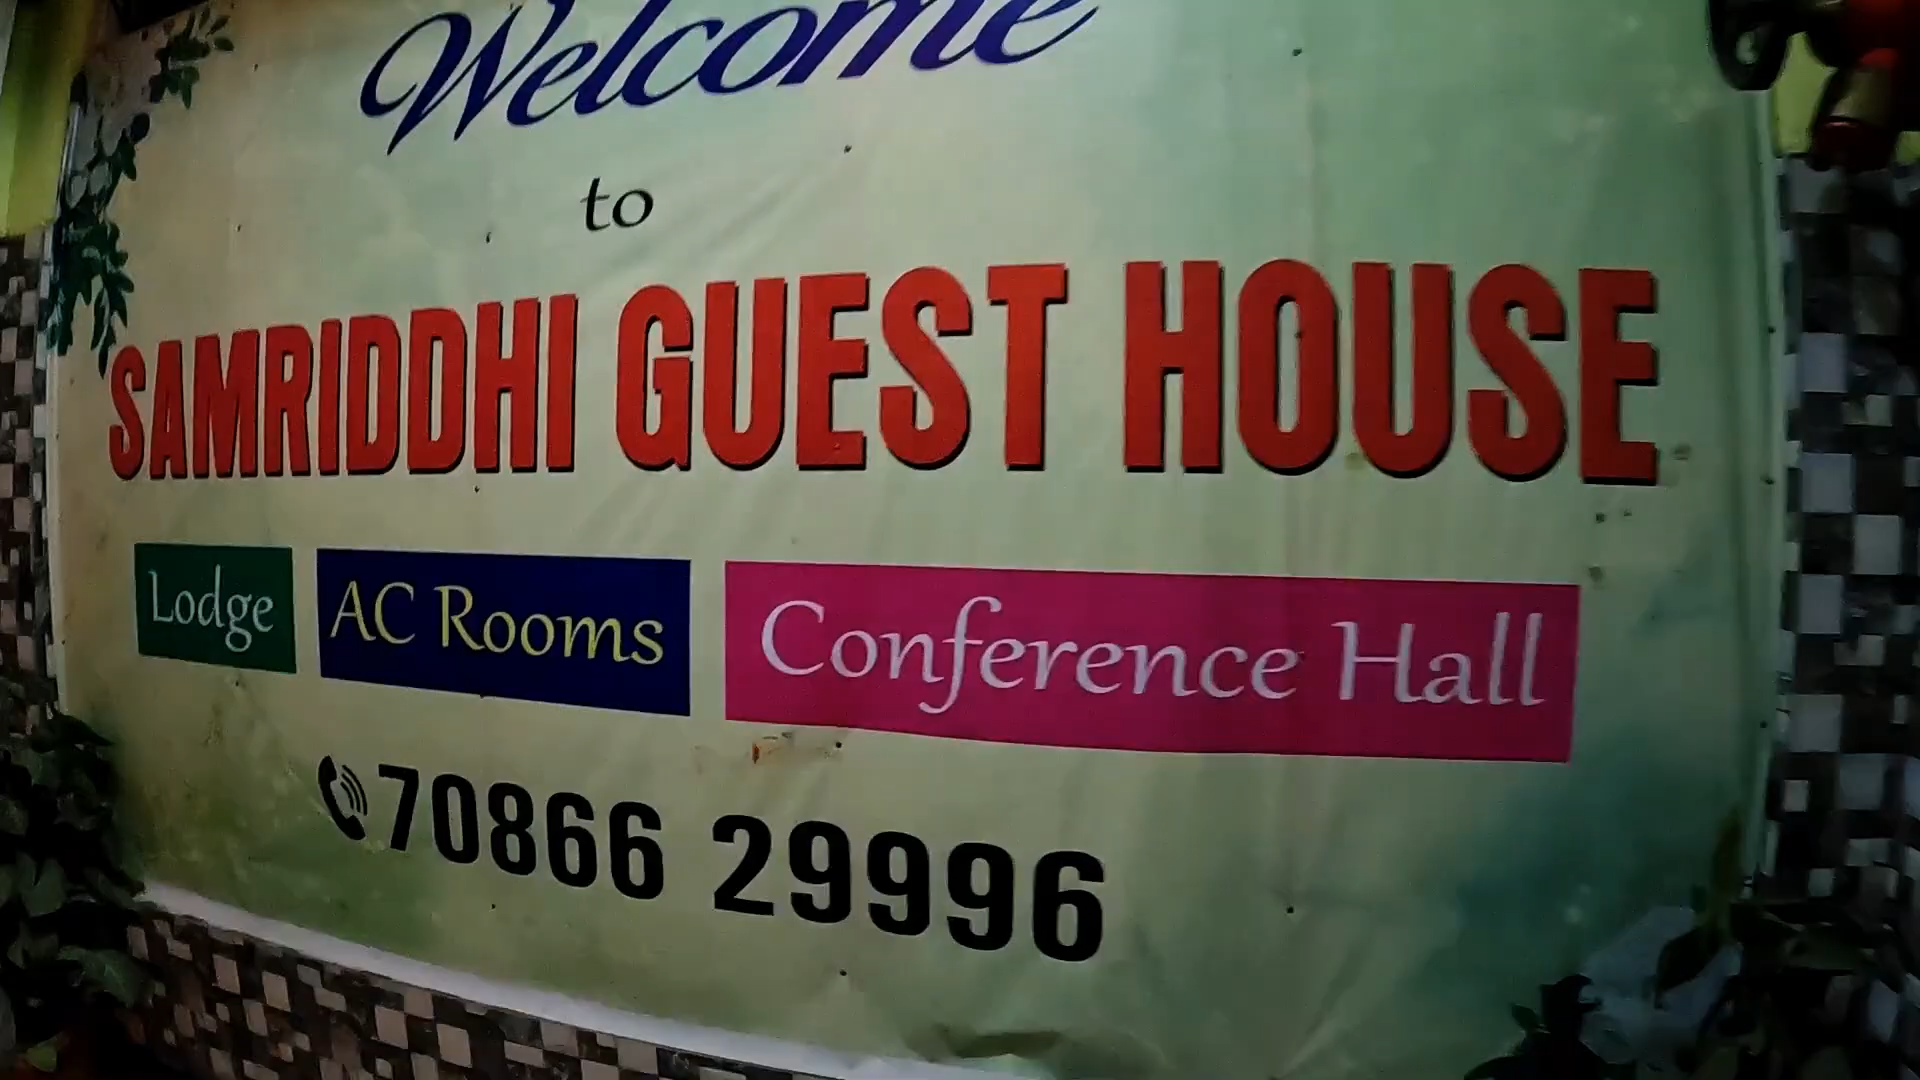 Welcome
to
SAMRIDDHI GUEST HOUSE
Lodge AC Rooms Conference Hall
70866 29996